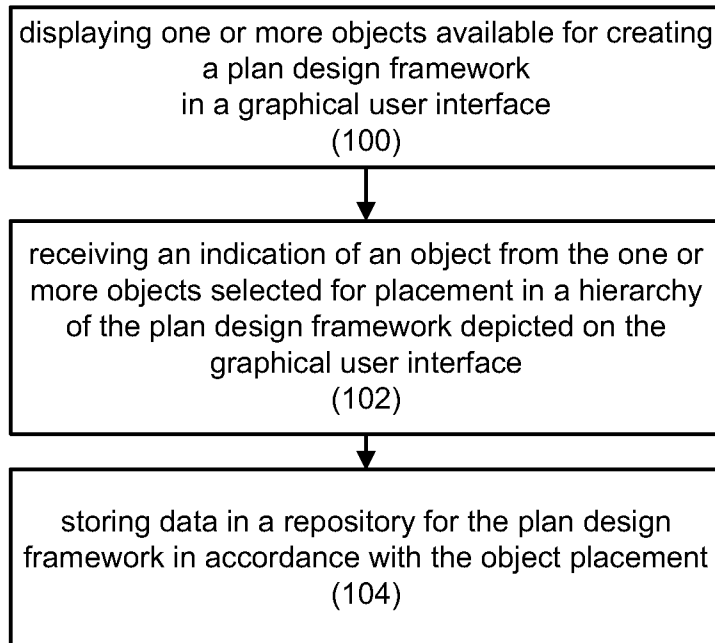 displaying one or more objects available for creating
a plan design framework
in a graphical user interface
(100)
receiving an indication of an object from the one or
more objects selected for placement in a hierarchy
of the plan design framework depicted on the
graphical user interface
(102)
storing data in a repository for the plan design
framework in accordance with the object placement
(104)